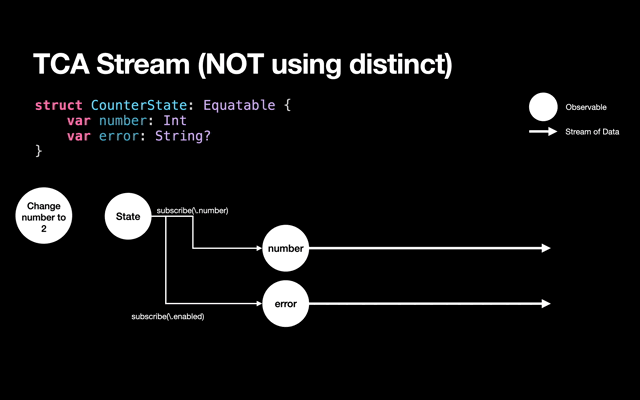 TCA Stream (NOT using distinct)
struct CounterState: Equatable {
    var number: Int
    var error: String?
}
Observable
Stream of Data
Change
number to
2
State
subscribe(\.number)
number
error
subscribe(\.enabled)